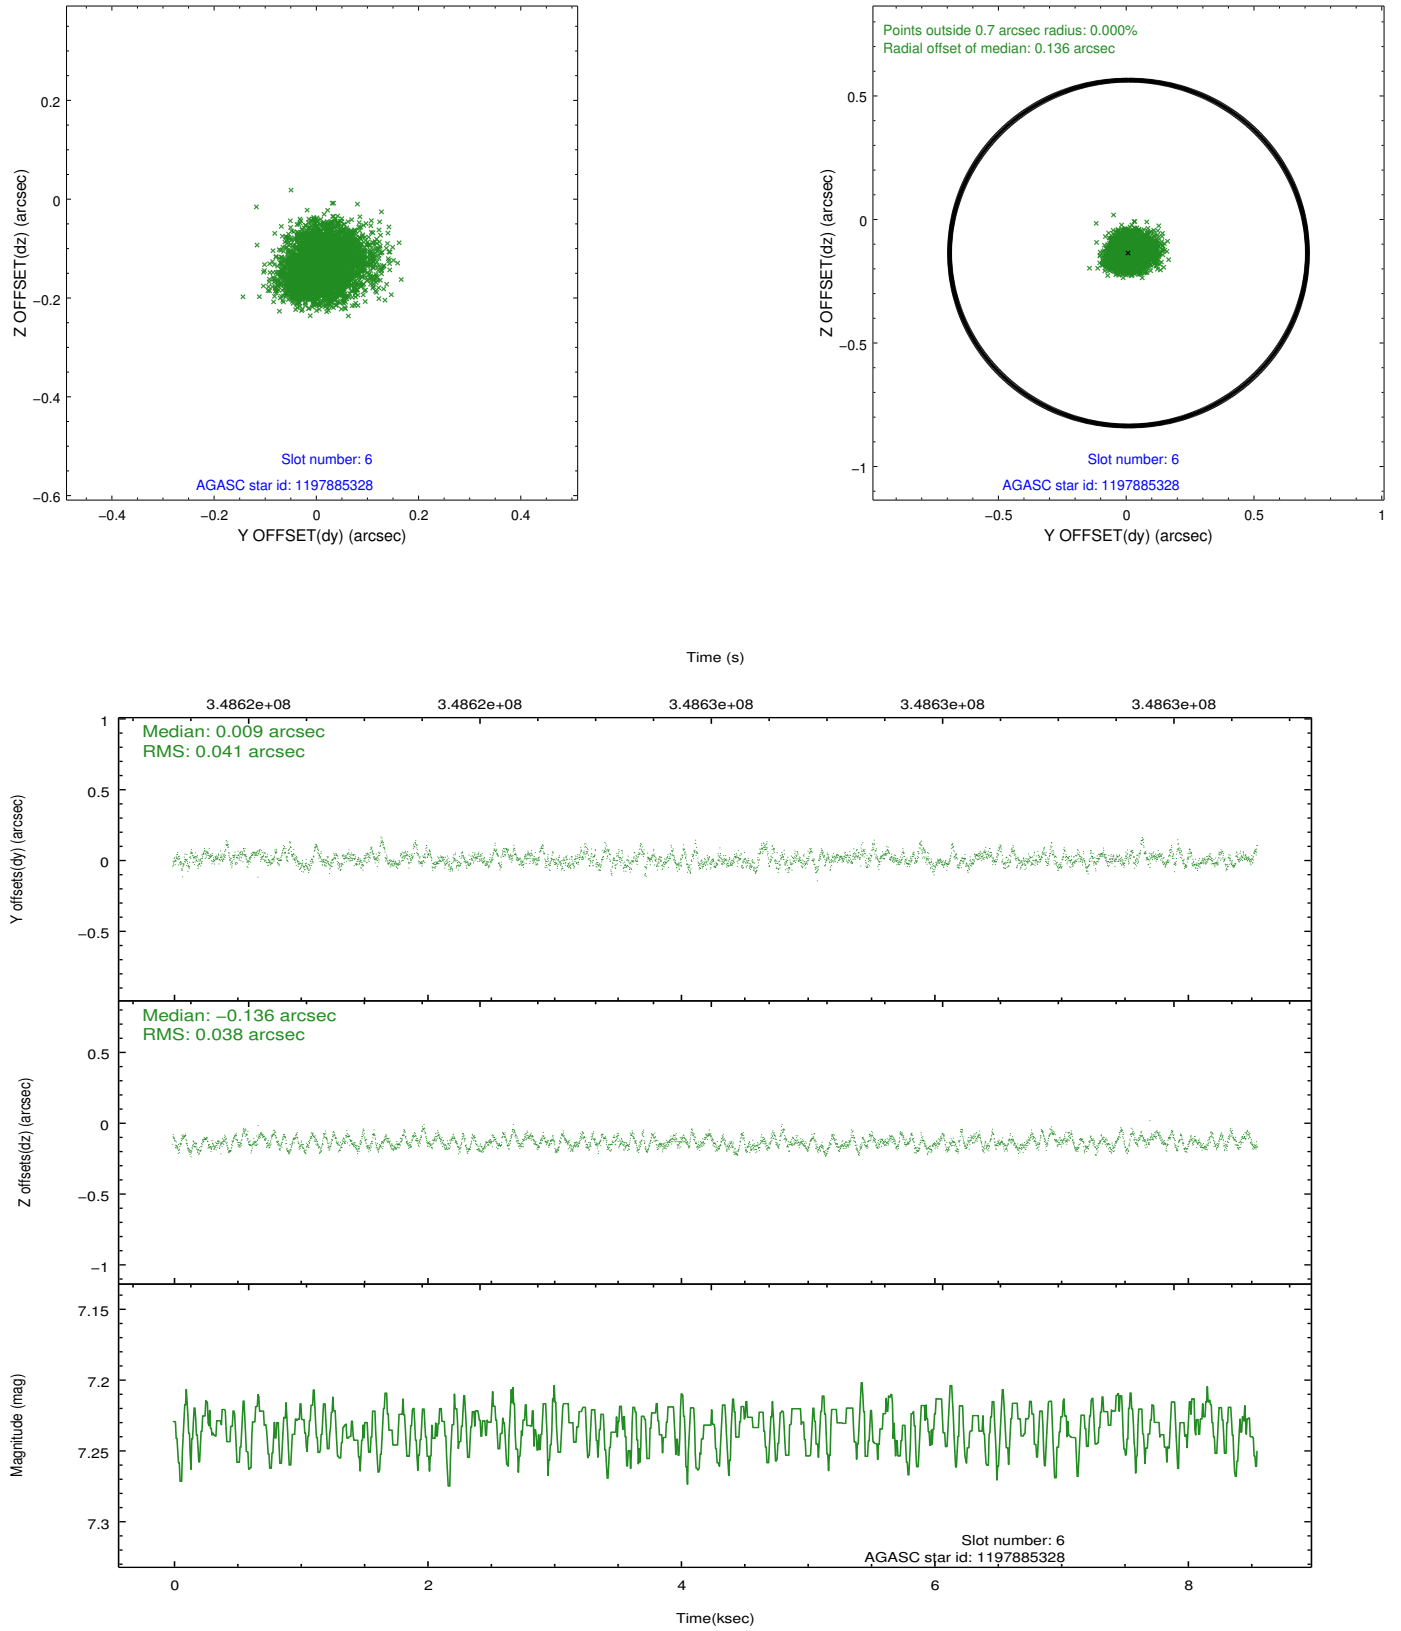 0.2
0
−0.2
−0.4
−0.6
Z OFFSET(dz) (arcsec)
Slot number: 6
AGASC star id: 1197885328
−0.4 −0.2 0 0.2 0.4
Y OFFSET(dy) (arcsec)
Points outside 0.7 arcsec radius: 0.000%
Radial offset of median: 0.136 arcsec
0.5
0
−0.5
−1
Z OFFSET(dz) (arcsec)
Slot number: 6
AGASC star id: 1197885328
−0.5 0 0.5 1
Y OFFSET(dy) (arcsec)
Time (s)
3.4862e+08 3.4862e+08 3.4863e+08 3.4863e+08 3.4863e+08
Median: 0.009 arcsec
RMS: 0.041 arcsec
1
0.5
0
−0.5
Y offsets(dy) (arcsec)
Median: −0.136 arcsec
RMS: 0.038 arcsec
0.5
0
−0.5
−1
Z offsets(dz) (arcsec)
7.15
7.2
7.25
7.3
Magnitude (mag)
Slot number: 6
AGASC star id: 1197885328
0 2 4 6 8
Time(ksec)